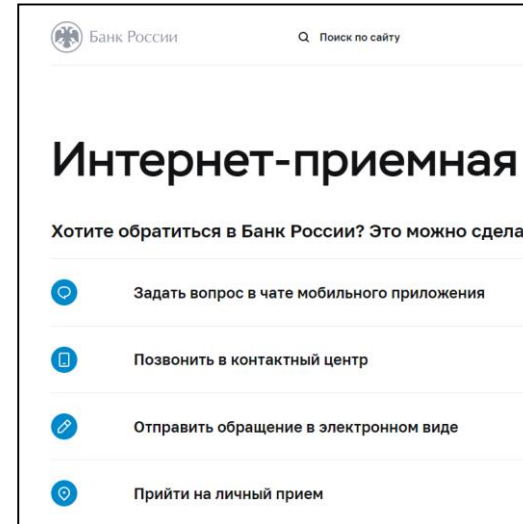 Банк России
Поиск по сайту
Интернет-приемная
Хотите обратиться в Банк России? Это можно сдела
Задать вопрос в чате мобильного приложения
Позвонить в контактный центр
Отправить обращение в электронном виде
Прийти на личный прием